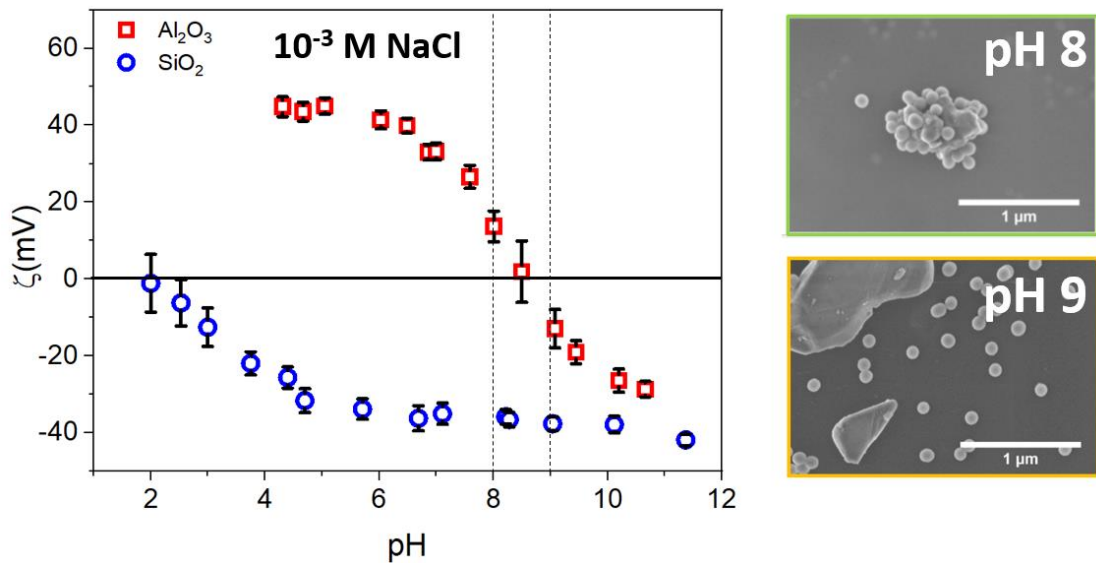 Al₂O₃
SiO₂
10⁻³ M NaCl
60
40
20
0
-20
-40
ζ(mV)
2
4
6
8
10
12
pH
pH 8
1 µm
pH 9
1 µm